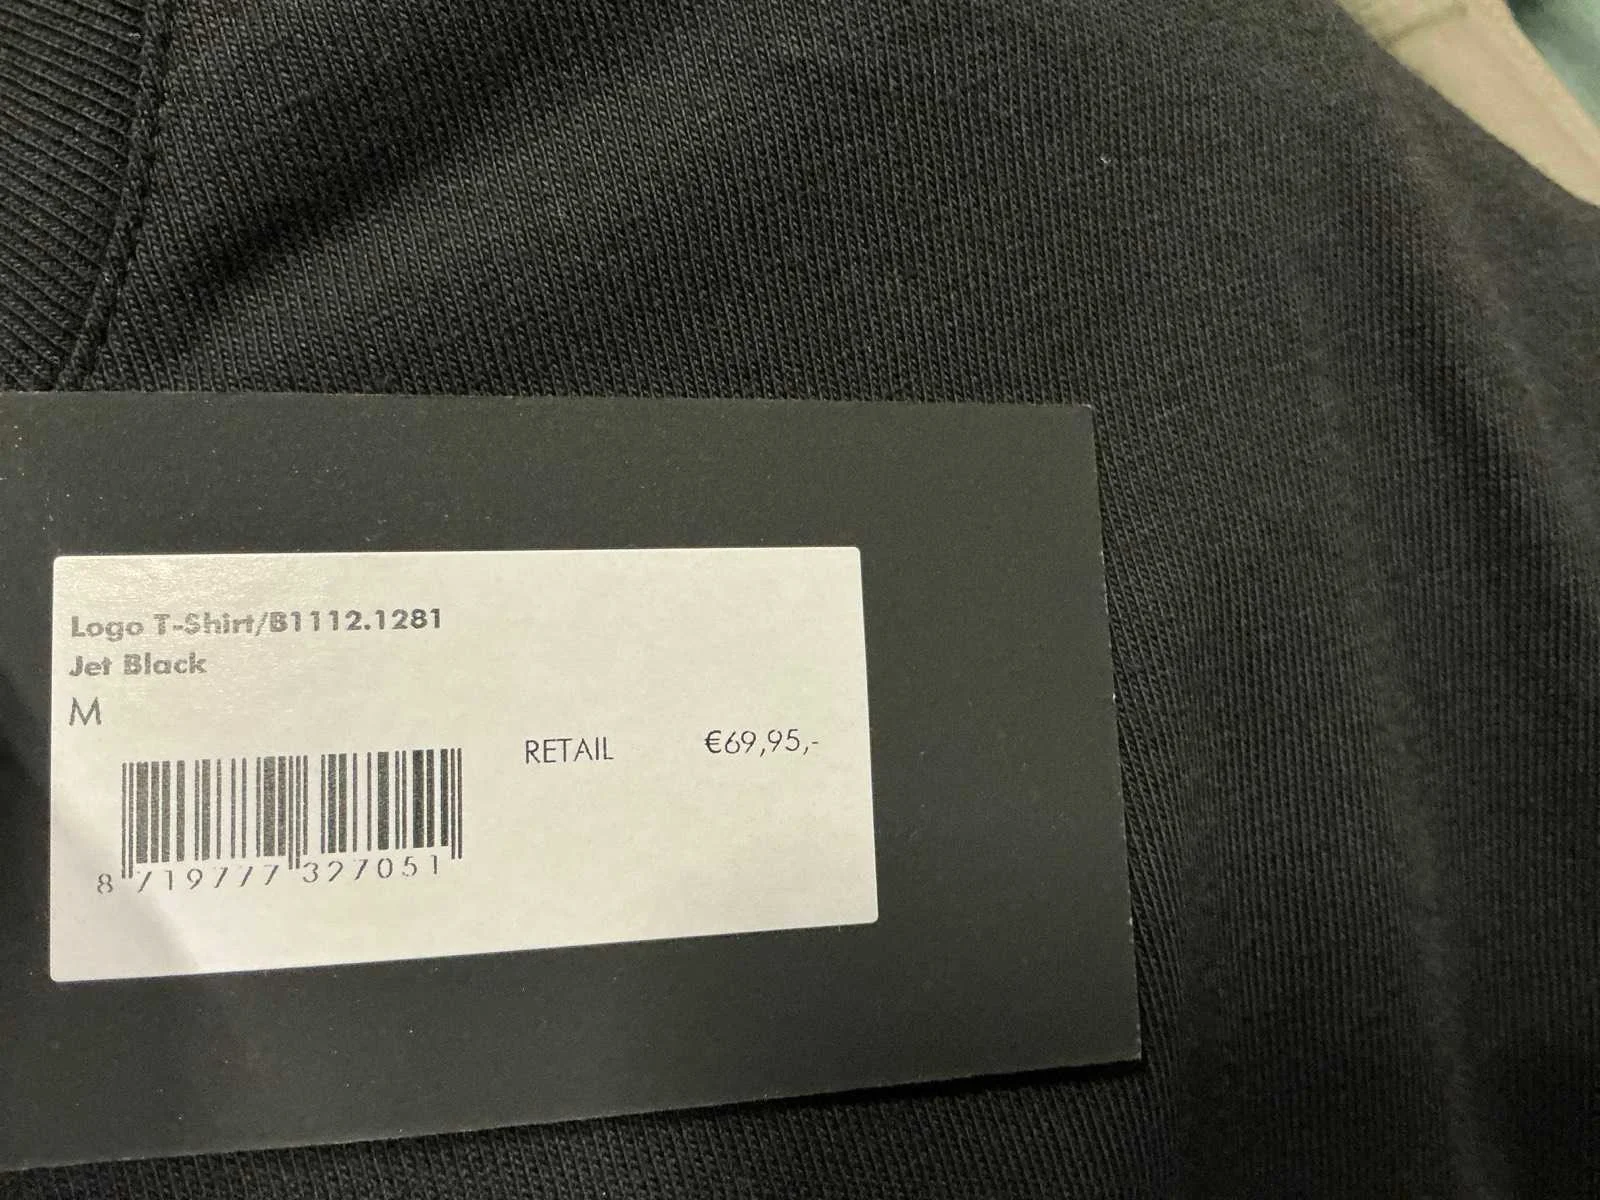 Logo T-Shirt/B1112.1281
Jet Black
M
RETAIL €69,95,-
8 719777 327051